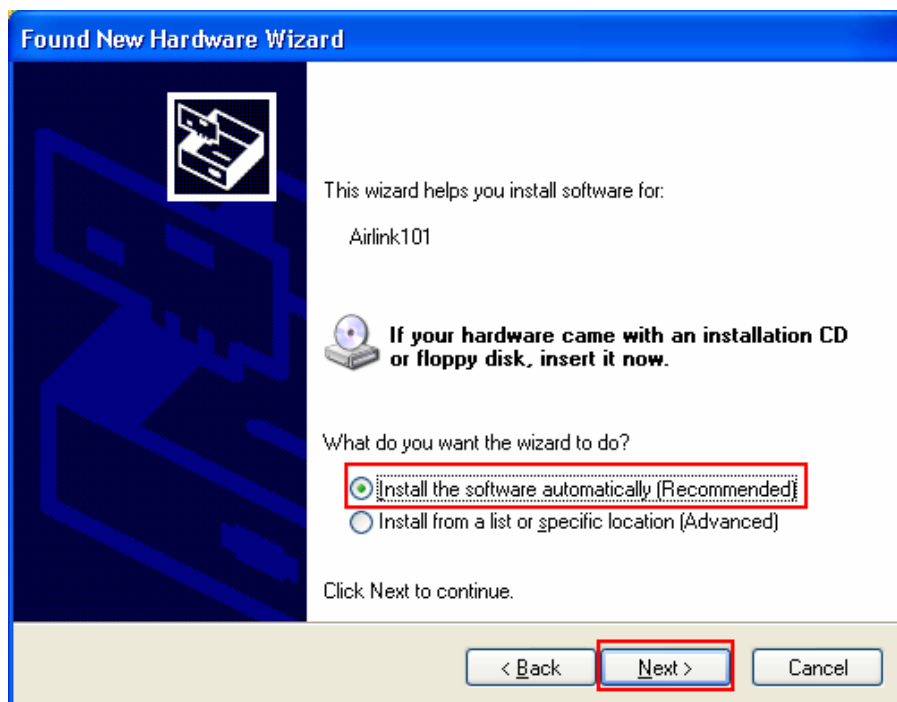 Found New Hardware Wizard
This wizard helps you install software for:
Airlink101
If your hardware came with an installation CD
or floppy disk, insert it now.
What do you want the wizard to do?
Install the software automatically (Recommended)
Install from a list or specific location (Advanced)
Click Next to continue.
< Back Next > Cancel